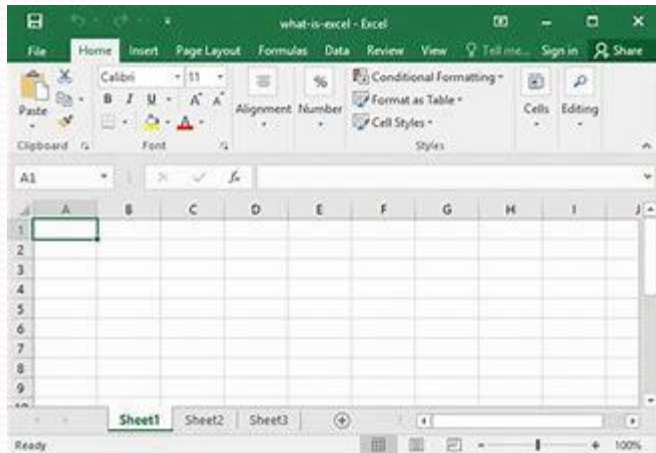 what-is-excel - Excel
File Home Insert Page Layout Formulas Data Review View Tell me... Sign in Share
Calibri 11
Conditional Formatting
B I U A A
Paste Alignment Number Format as Table Cells Editing
A Cell Styles
Clipboard Font Styles
A1 fx
A B C D E F G H I J
1
2
3
4
5
6
7
8
9
10
Sheet1 Sheet2 Sheet3
Ready 100%